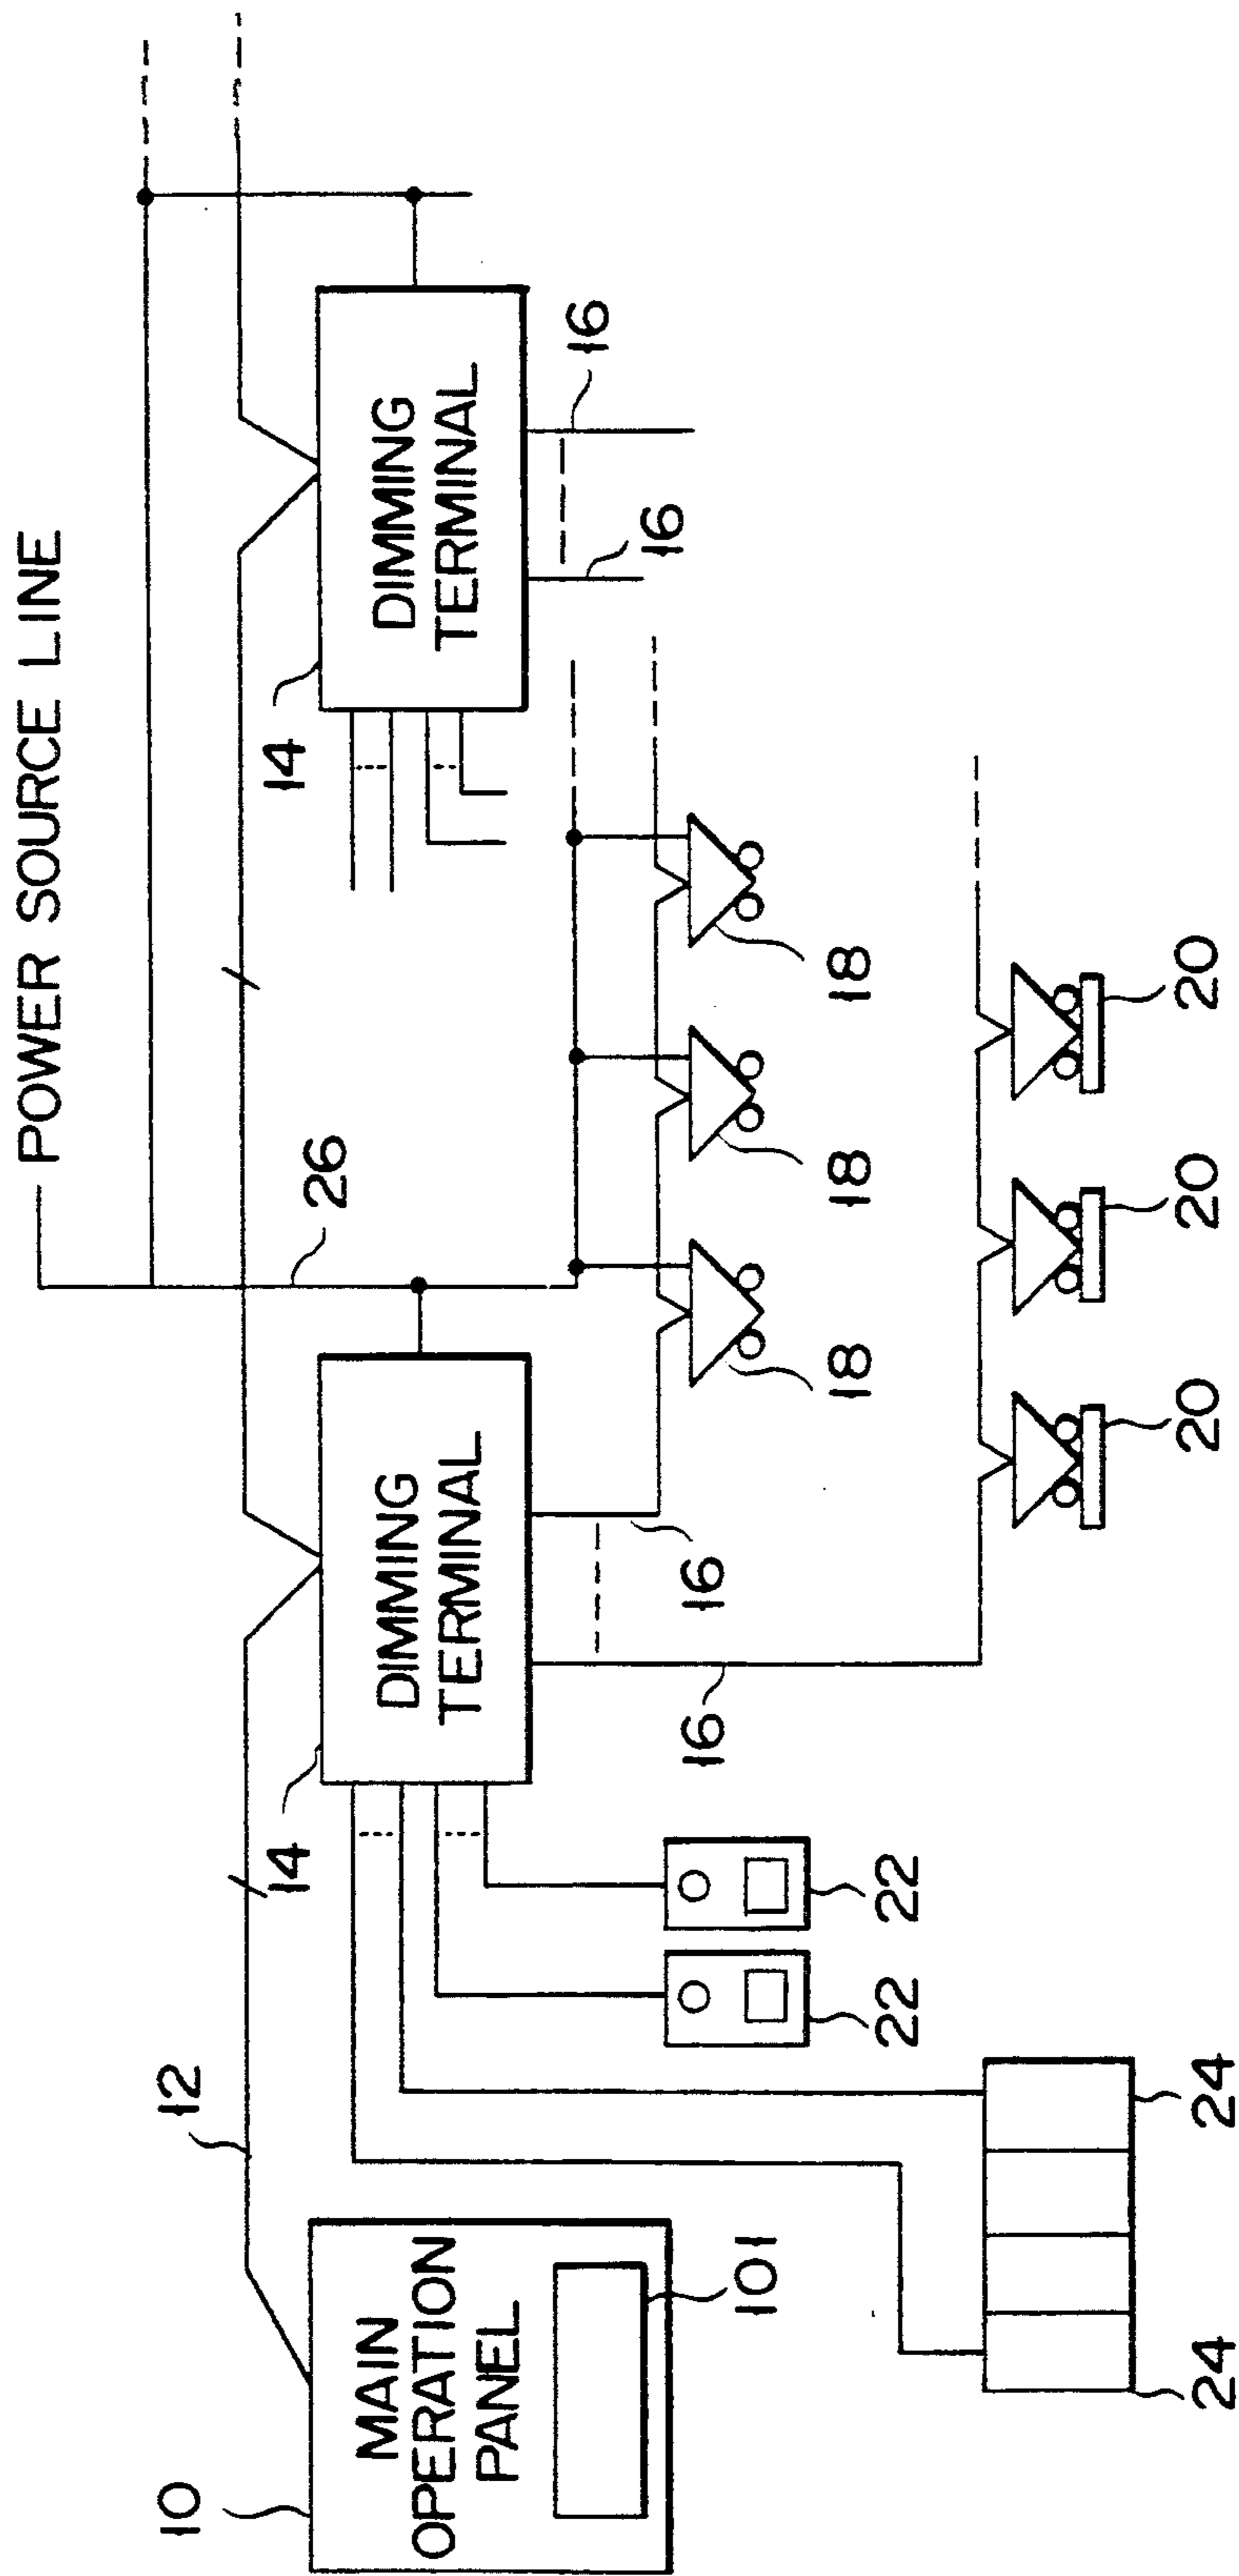 POWER SOURCE LINE
10
12
14
26
14
MAIN
OPERATION
PANEL
101
DIMMING
TERMINAL
DIMMING
TERMINAL
16
16
16
16
22
22
18
18
18
24
24
20
20
20